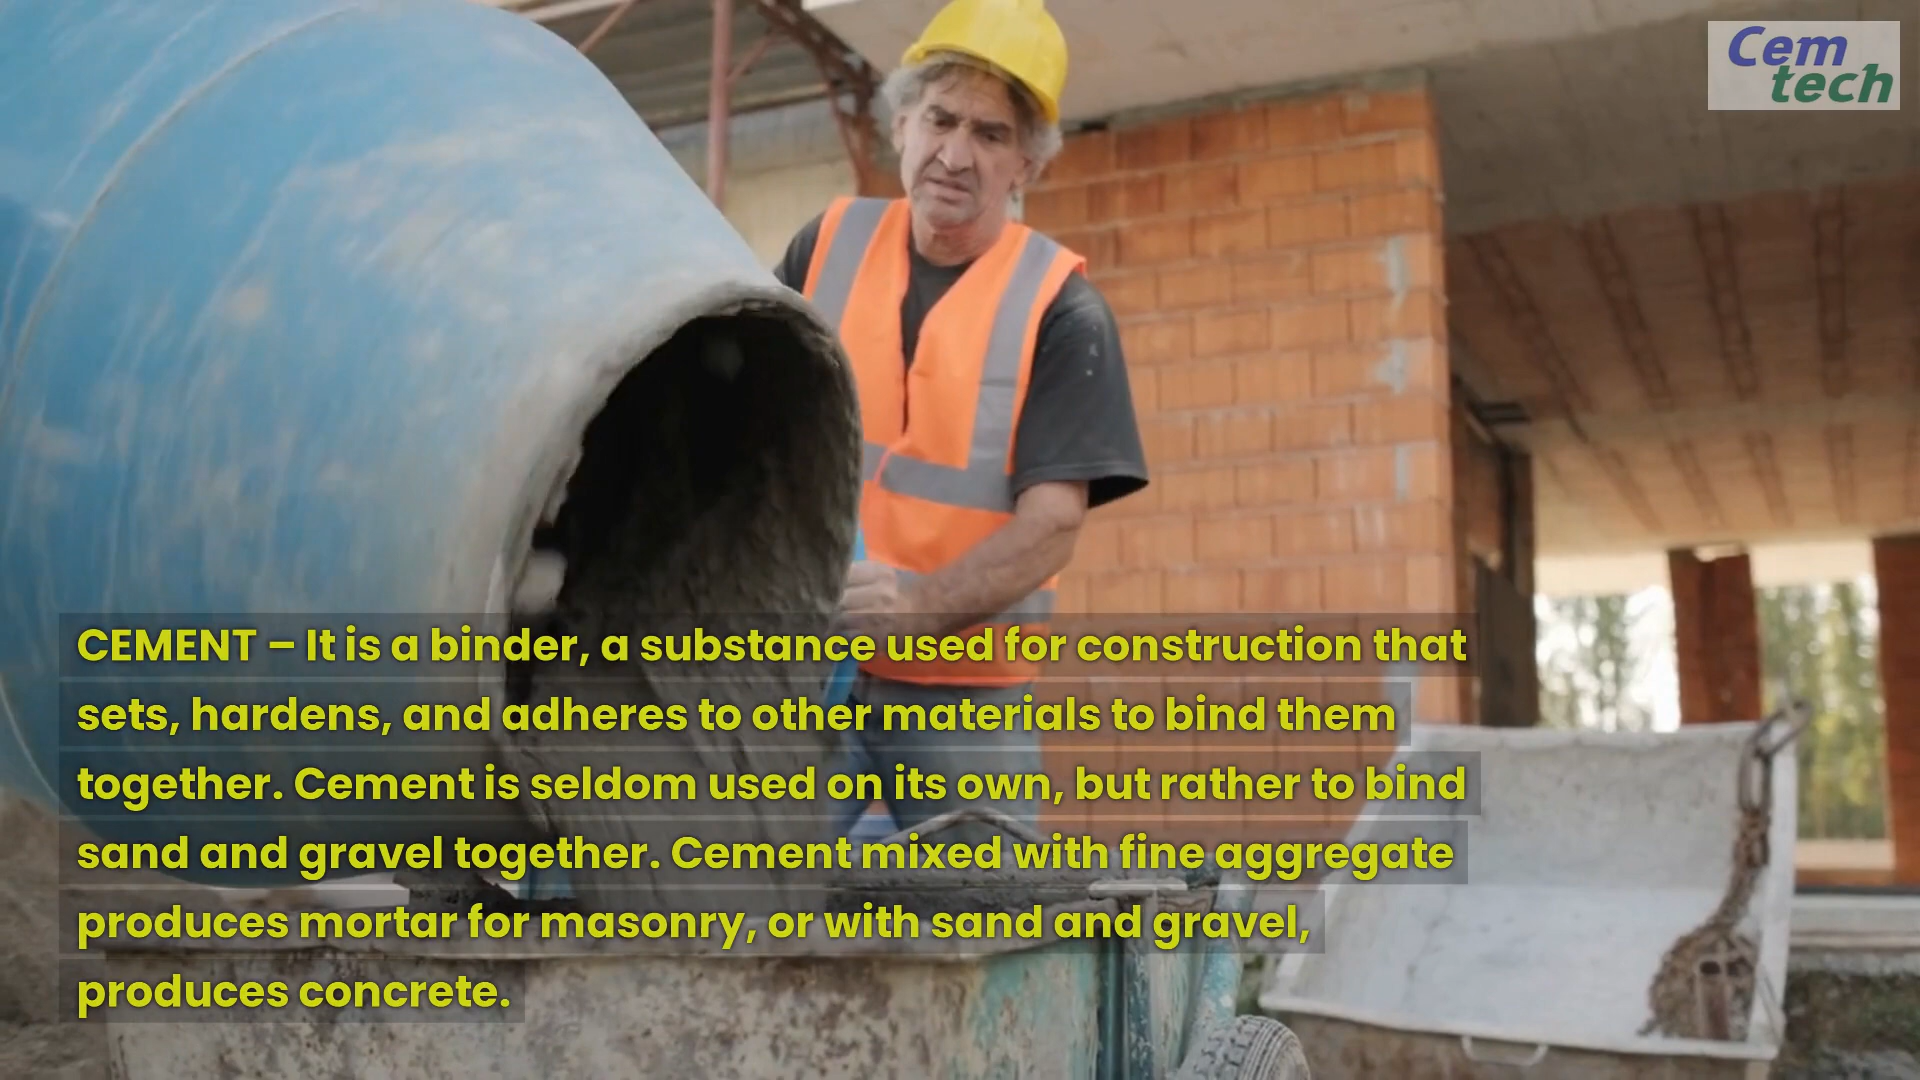 Cem
tech
CEMENT – It is a binder, a substance used for construction that
sets, hardens, and adheres to other materials to bind them
together. Cement is seldom used on its own, but rather to bind
sand and gravel together. Cement mixed with fine aggregate
produces mortar for masonry, or with sand and gravel,
produces concrete.